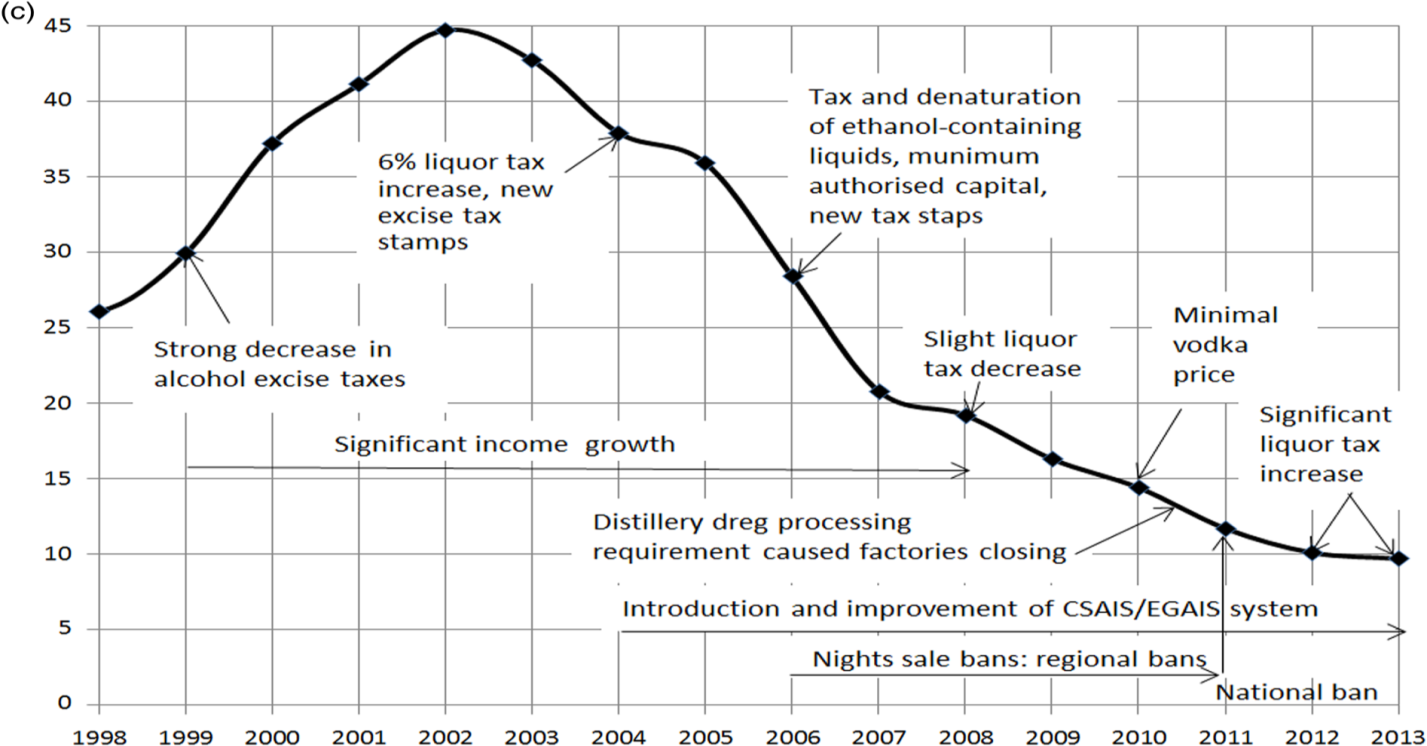 (c)
45
40
35
30
25
20
15
10
5
0
Tax and denaturation
of ethanol-containing
liquids, munimum
authorised capital,
new tax staps
6% liquor tax
increase, new
excise tax
stamps
Strong decrease in
alcohol excise taxes
Slight liquor
tax decrease
Minimal
vodka
price
Significant
liquor tax
increase
Significant income growth
Distillery dreg processing
requirement caused factories closing
Introduction and improvement of CSAIS/EGAIS system
Nights sale bans: regional bans
National ban
1998 1999 2000 2001 2002 2003 2004 2005 2006 2007 2008 2009 2010 2011 2012 2013